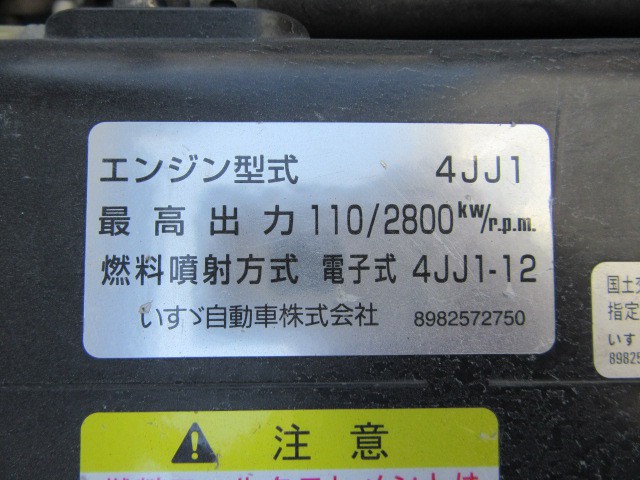 エンジン型式 4JJ1
最高出力 110/2800 kW/r.p.m.
燃料噴射方式 電子式 4JJ1-12
いすゞ自動車株式会社 8982572750
国土交
指定
いす
89825
注意